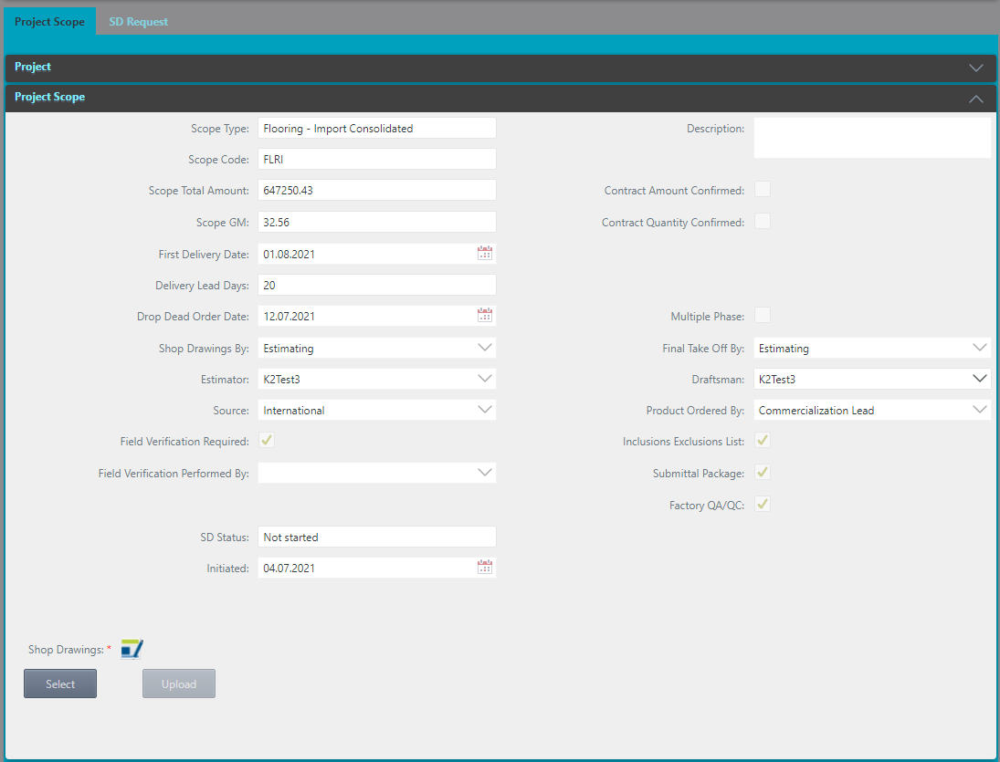 Project Scope SD Request
Project
Project Scope
Scope Type: Flooring - Import Consolidated Description:
Scope Code: FLRI
Scope Total Amount: 647250.43 Contract Amount Confirmed:
Scope GM: 32.56 Contract Quantity Confirmed:
First Delivery Date: 01.08.2021
Delivery Lead Days: 20
Drop Dead Order Date: 12.07.2021 Multiple Phase:
Shop Drawings By: Estimating Final Take Off By: Estimating
Estimator: K2Test3 Draftsman: K2Test3
Source: International Product Ordered By: Commercialization Lead
Field Verification Required: Inclusions Exclusions List:
Field Verification Performed By: Submittal Package:
Factory QA/QC:
SD Status: Not started
Initiated: 04.07.2021
Shop Drawings: *
Select Upload